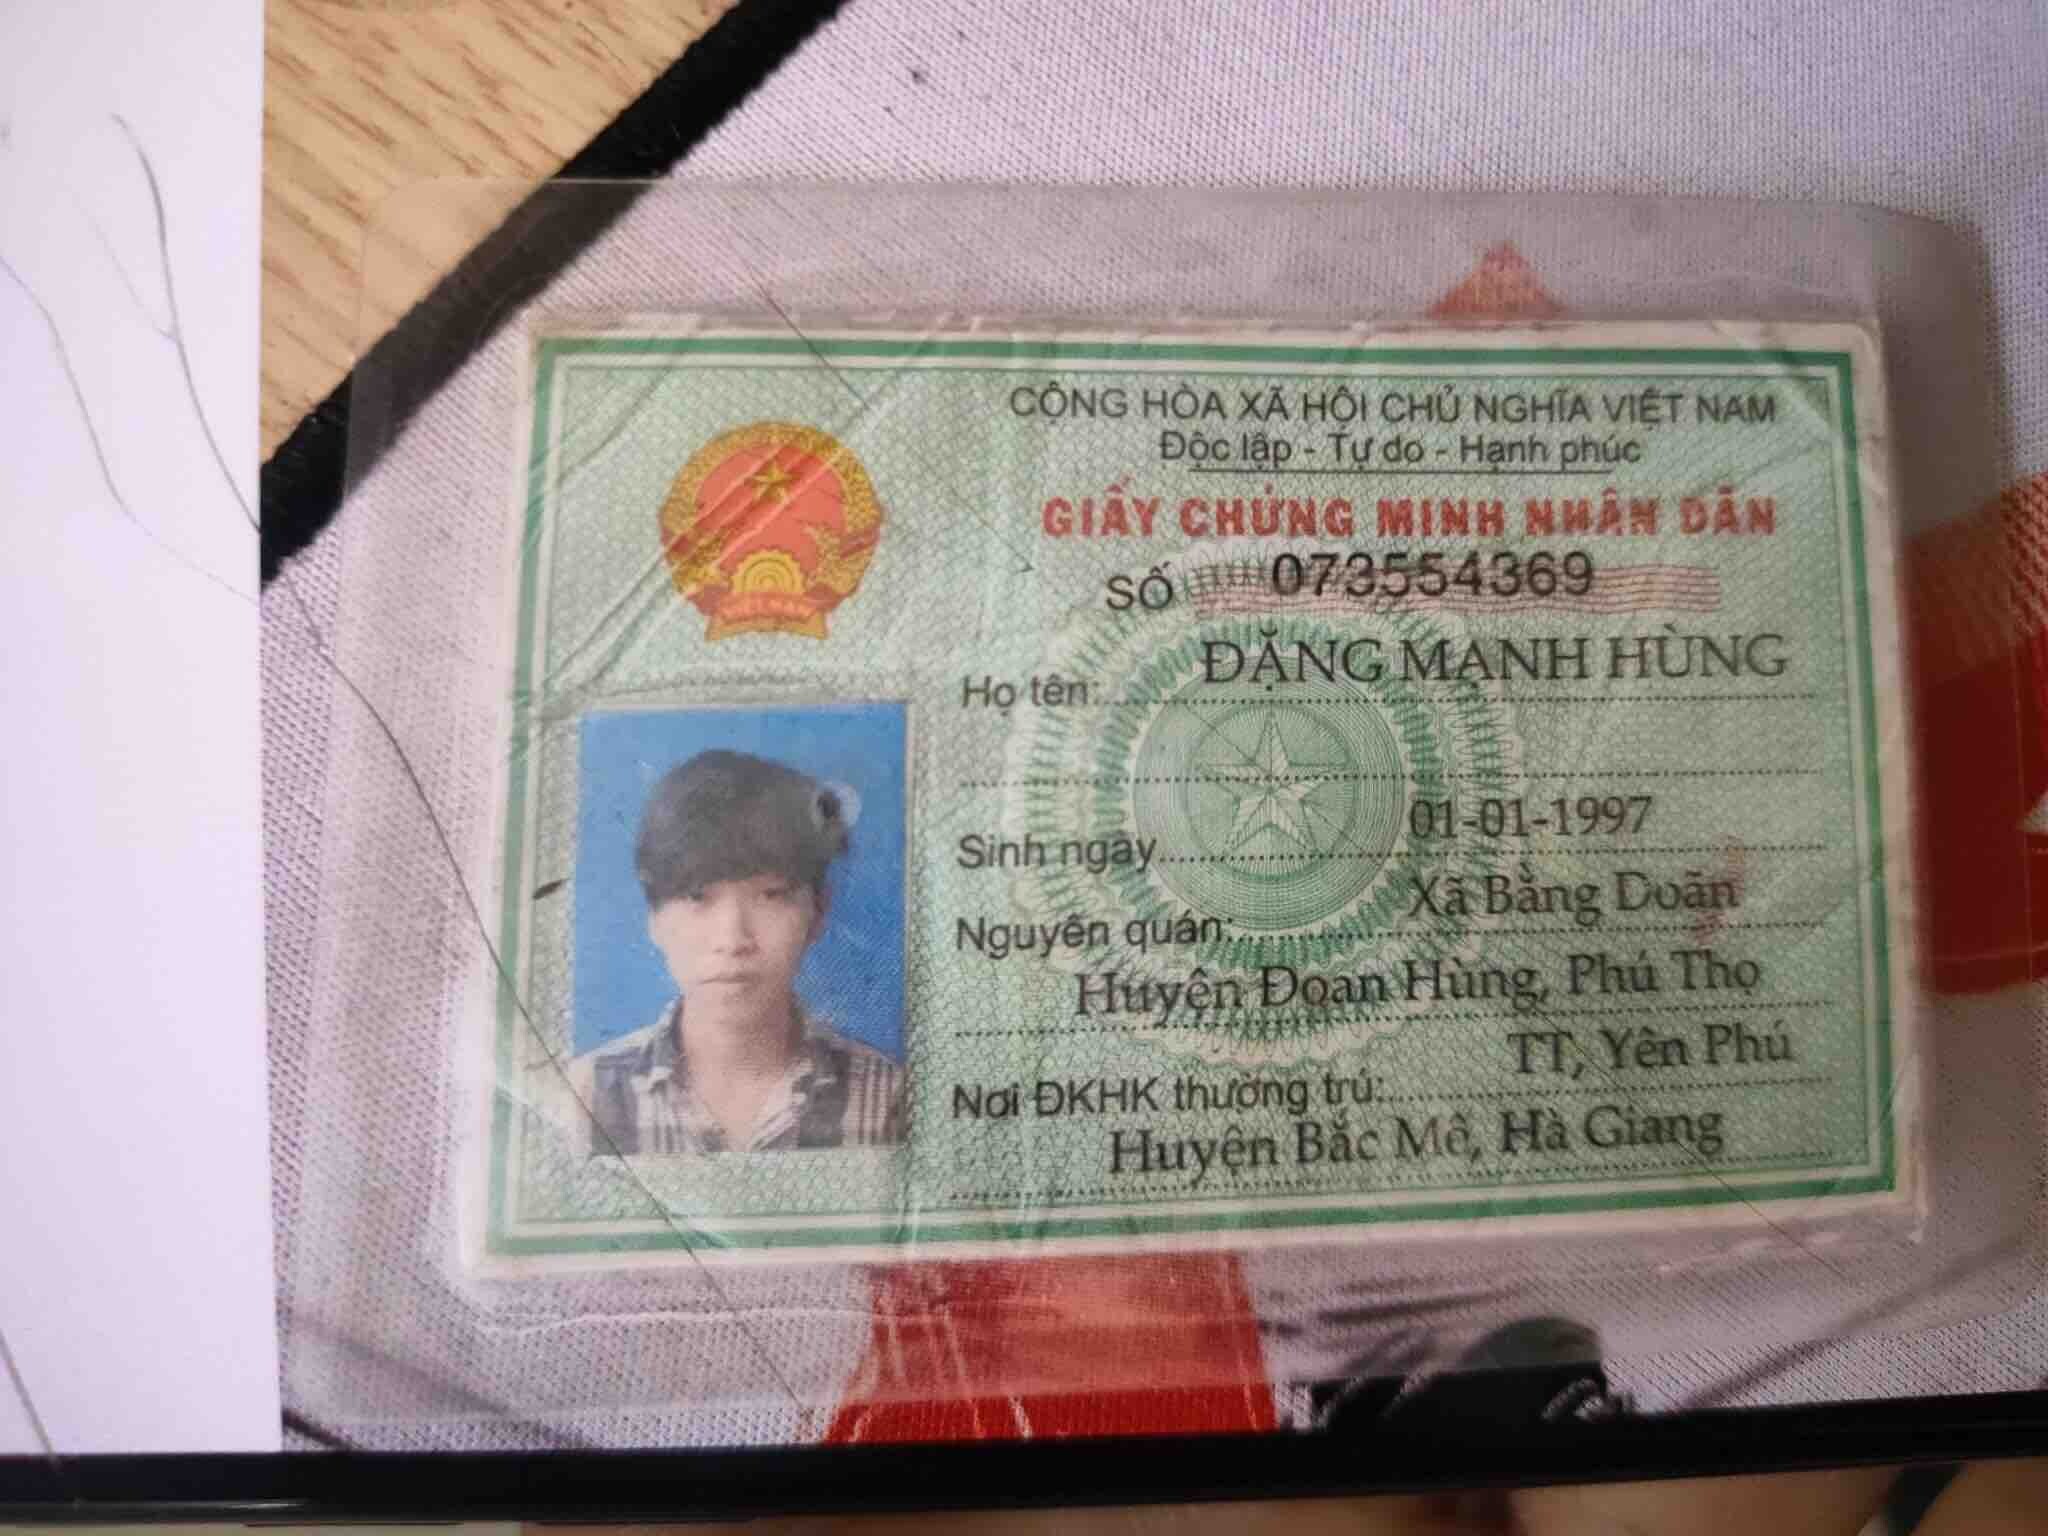 CỘNG HÒA XÃ HỘI CHỦ NGHĨA VIỆT NAM
Độc lập - Tự do - Hạnh phúc
GIẤY CHỨNG MINH NHÂN DÂN
SỐ 073554369
Họ tên: ĐẶNG MẠNH HÙNG
Sinh ngày 01-01-1997
Nguyên quán: Xã Bằng Doãn
Huyện Đoan Hùng, Phú Thọ
Nơi ĐKHK thường trú: TT, Yên Phú
Huyện Bắc Mê, Hà Giang
VIỆT NAM